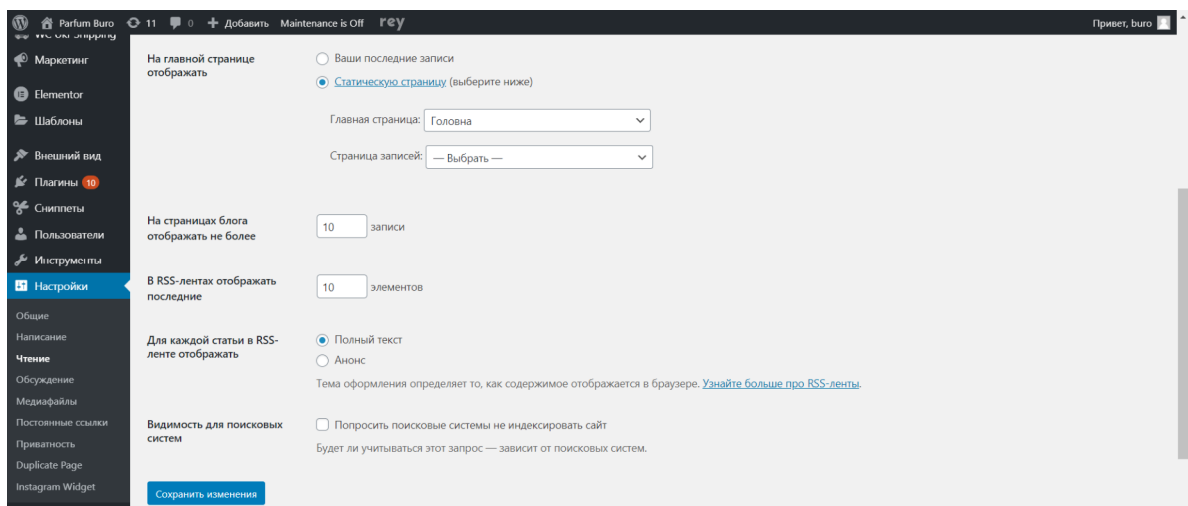 Parfum Buro 11 0 + Добавить Maintenance is Off rey Привет, buro
WC Ukr Shipping
Маркетинг
Elementor
Шаблоны
Внешний вид
Плагины 10
Сниппеты
Пользователи
Инструменты
Настройки
Общие
Написание
Чтение
Обсуждение
Медиафайлы
Постоянные ссылки
Приватность
Duplicate Page
Instagram Widget
На главной странице
отображать
Ваши последние записи
Статическую страницу (выберите ниже)
Главная страница: Головна
Страница записей: — Выбрать —
На страницах блога
отображать не более
10 записи
В RSS-лентах отображать
последние
10 элементов
Для каждой статьи в RSS-
ленте отображать
Полный текст
Анонс
Тема оформления определяет то, как содержимое отображается в браузере. Узнайте больше про RSS-ленты.
Видимость для поисковых
систем
Попросить поисковые системы не индексировать сайт
Будет ли учитываться этот запрос — зависит от поисковых систем.
Сохранить изменения